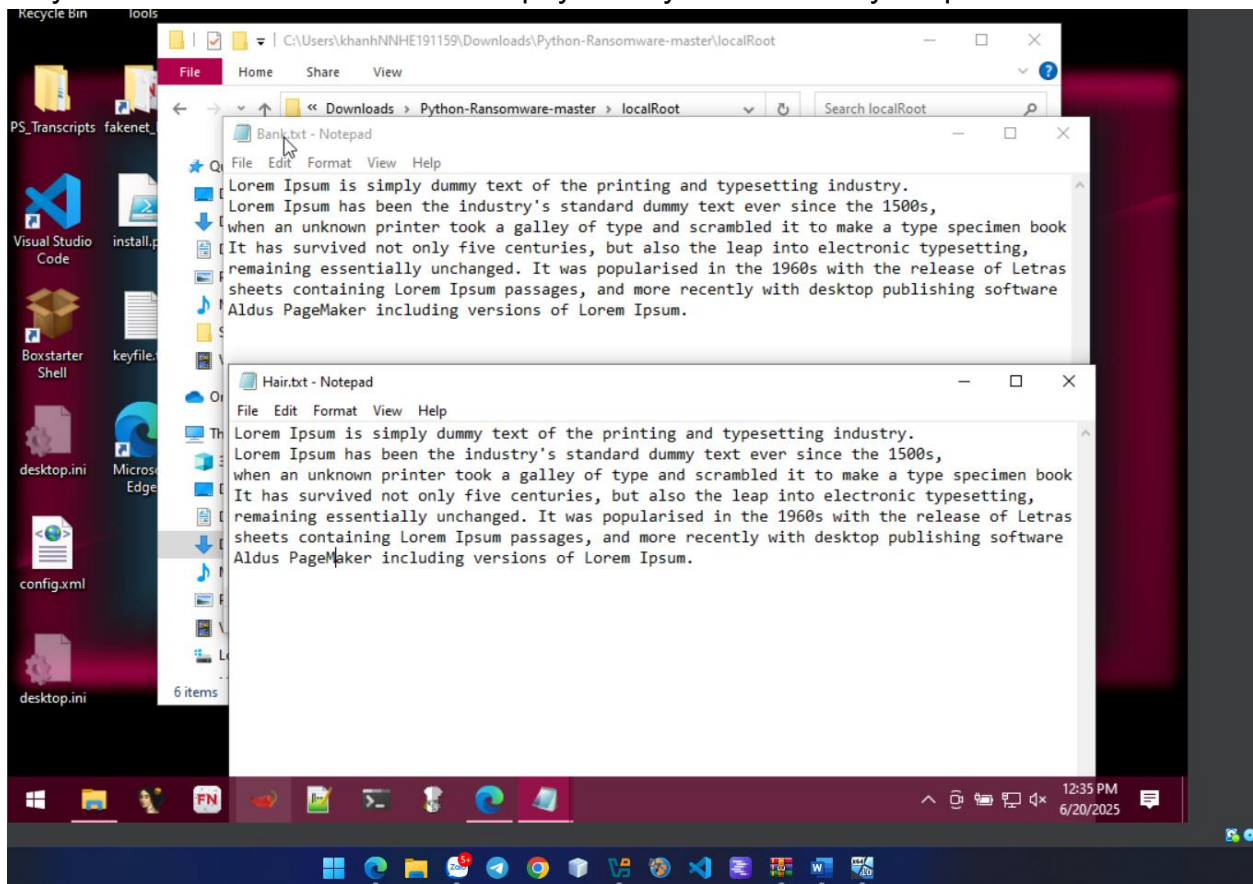 Recycle Bin
Tools
C:\Users\khanhNNHE191159\Downloads\Python-Ransomware-master\localRoot
File Home Share View
« Downloads › Python-Ransomware-master › localRoot
Search localRoot
PS_Transcripts
Bank.txt - Notepad
File Edit Format View Help
Lorem Ipsum is simply dummy text of the printing and typesetting industry.
Lorem Ipsum has been the industry's standard dummy text ever since the 1500s,
when an unknown printer took a galley of type and scrambled it to make a type specimen book
It has survived not only five centuries, but also the leap into electronic typesetting,
remaining essentially unchanged. It was popularised in the 1960s with the release of Letras
sheets containing Lorem Ipsum passages, and more recently with desktop publishing software
Aldus PageMaker including versions of Lorem Ipsum.
Visual Studio
Code
Boxstarter
Shell
Hair.txt - Notepad
File Edit Format View Help
Lorem Ipsum is simply dummy text of the printing and typesetting industry.
Lorem Ipsum has been the industry's standard dummy text ever since the 1500s,
when an unknown printer took a galley of type and scrambled it to make a type specimen book
It has survived not only five centuries, but also the leap into electronic typesetting,
remaining essentially unchanged. It was popularised in the 1960s with the release of Letras
sheets containing Lorem Ipsum passages, and more recently with desktop publishing software
Aldus PageMaker including versions of Lorem Ipsum.
desktop.ini
Edge
config.xml
desktop.ini
6 items
FN
12:35 PM
6/20/2025
Zalo
5+